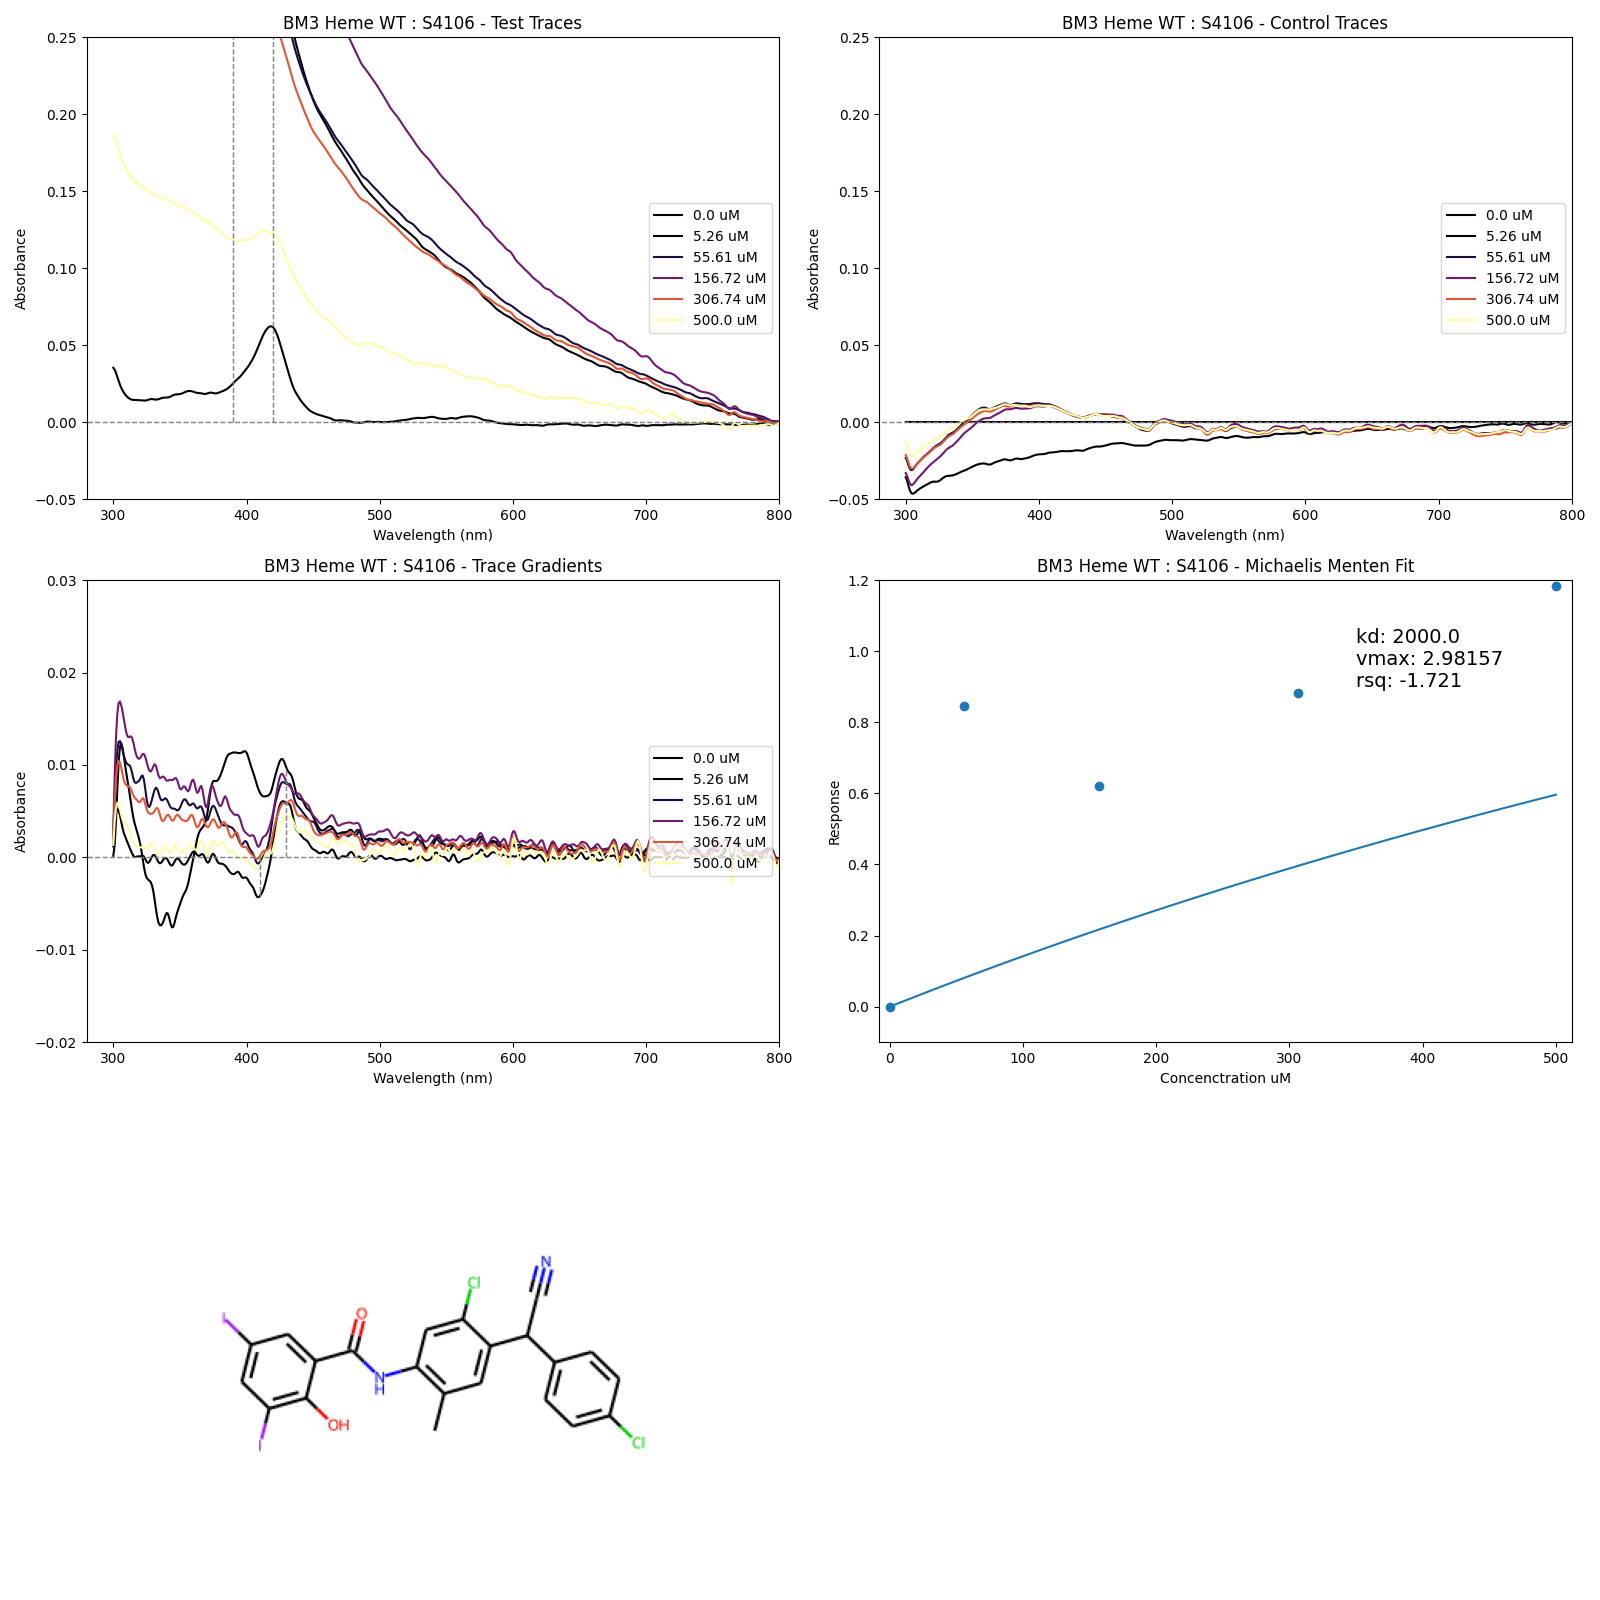 BM3 Heme WT : S4106 - Test Traces
0.25
0.20
0.15
0.10
0.05
0.00
−0.05
Absorbance
300
400
500
600
700
800
Wavelength (nm)
0.0 uM
5.26 uM
55.61 uM
156.72 uM
306.74 uM
500.0 uM
BM3 Heme WT : S4106 - Control Traces
0.25
0.20
0.15
0.10
0.05
0.00
−0.05
Absorbance
300
400
500
600
700
800
Wavelength (nm)
0.0 uM
5.26 uM
55.61 uM
156.72 uM
306.74 uM
500.0 uM
BM3 Heme WT : S4106 - Trace Gradients
0.03
0.02
0.01
0.00
−0.01
−0.02
Absorbance
300
400
500
600
700
800
Wavelength (nm)
0.0 uM
5.26 uM
55.61 uM
156.72 uM
306.74 uM
500.0 uM
BM3 Heme WT : S4106 - Michaelis Menten Fit
1.2
1.0
0.8
0.6
0.4
0.2
0.0
Response
0
100
200
300
400
500
Concenctration uM
kd: 2000.0
vmax: 2.98157
rsq: -1.721
N
Cl
O
I
N
H
OH
I
Cl